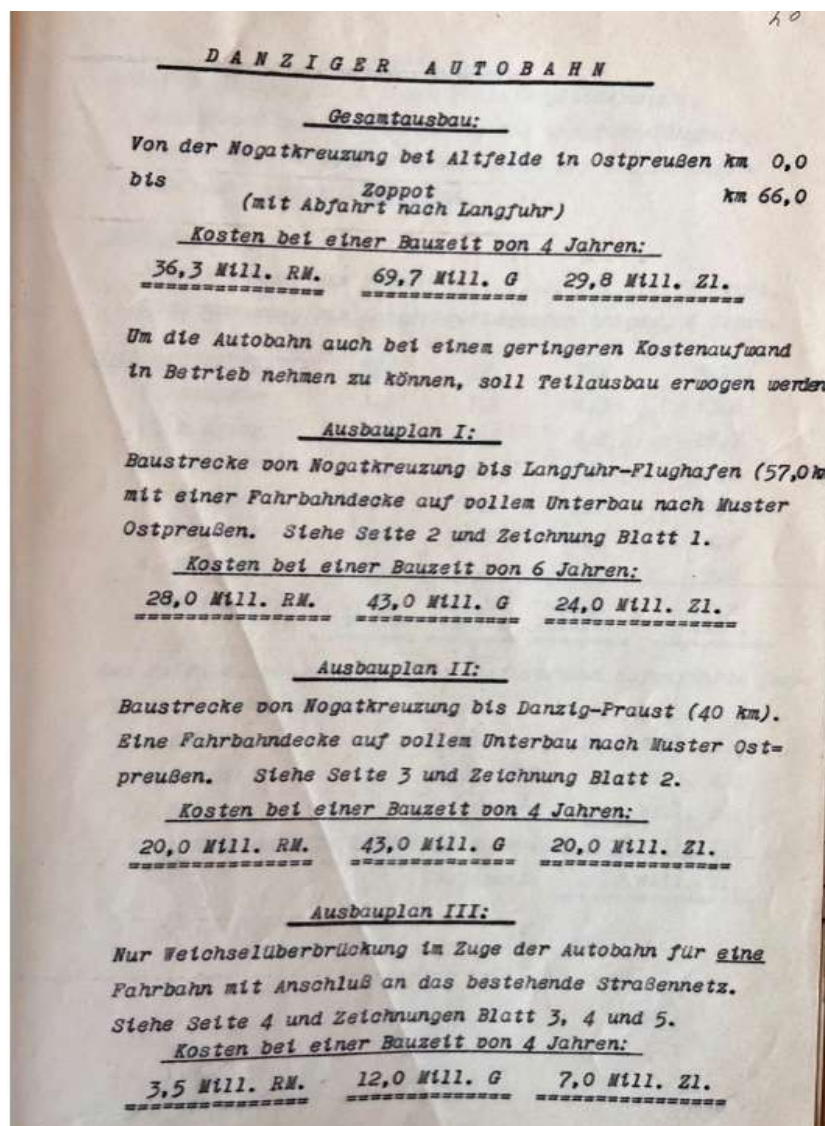 DANZIGER AUTOBAHN
Gesamtausbau:
Von der Nogatkreuzung bei Altfelde in Ostpreußen km 0,0
bis Zoppot km 66,0
(mit Abfahrt nach Langfuhr)
Kosten bei einer Bauzeit von 4 Jahren:
36,3 Mill. RM. 69,7 Mill. G 29,8 Mill. Zl.
Um die Autobahn auch bei einem geringeren Kostenaufwand
in Betrieb nehmen zu können, soll Teilausbau erwogen werden
Ausbauplan I:
Baustrecke von Nogatkreuzung bis Langfuhr-Flughafen (57,0 k
mit einer Fahrbahndecke auf vollem Unterbau nach Muster
Ostpreußen. Siehe Seite 2 und Zeichnung Blatt 1.
Kosten bei einer Bauzeit von 6 Jahren:
28,0 Mill. RM. 43,0 Mill. G 24,0 Mill. Zl.
Ausbauplan II:
Baustrecke von Nogatkreuzung bis Danzig-Praust (40 km).
Eine Fahrbahndecke auf vollem Unterbau nach Muster Ost=
preußen. Siehe Seite 3 und Zeichnung Blatt 2.
Kosten bei einer Bauzeit von 4 Jahren:
20,0 Mill. RM. 43,0 Mill. G 20,0 Mill. Zl.
Ausbauplan III:
Nur Weichselüberbrückung im Zuge der Autobahn für eine
Fahrbahn mit Anschluß an das bestehende Straßennetz.
Siehe Seite 4 und Zeichnungen Blatt 3, 4 und 5.
Kosten bei einer Bauzeit von 4 Jahren:
3,5 Mill. RM. 12,0 Mill. G 7,0 Mill. Zl.